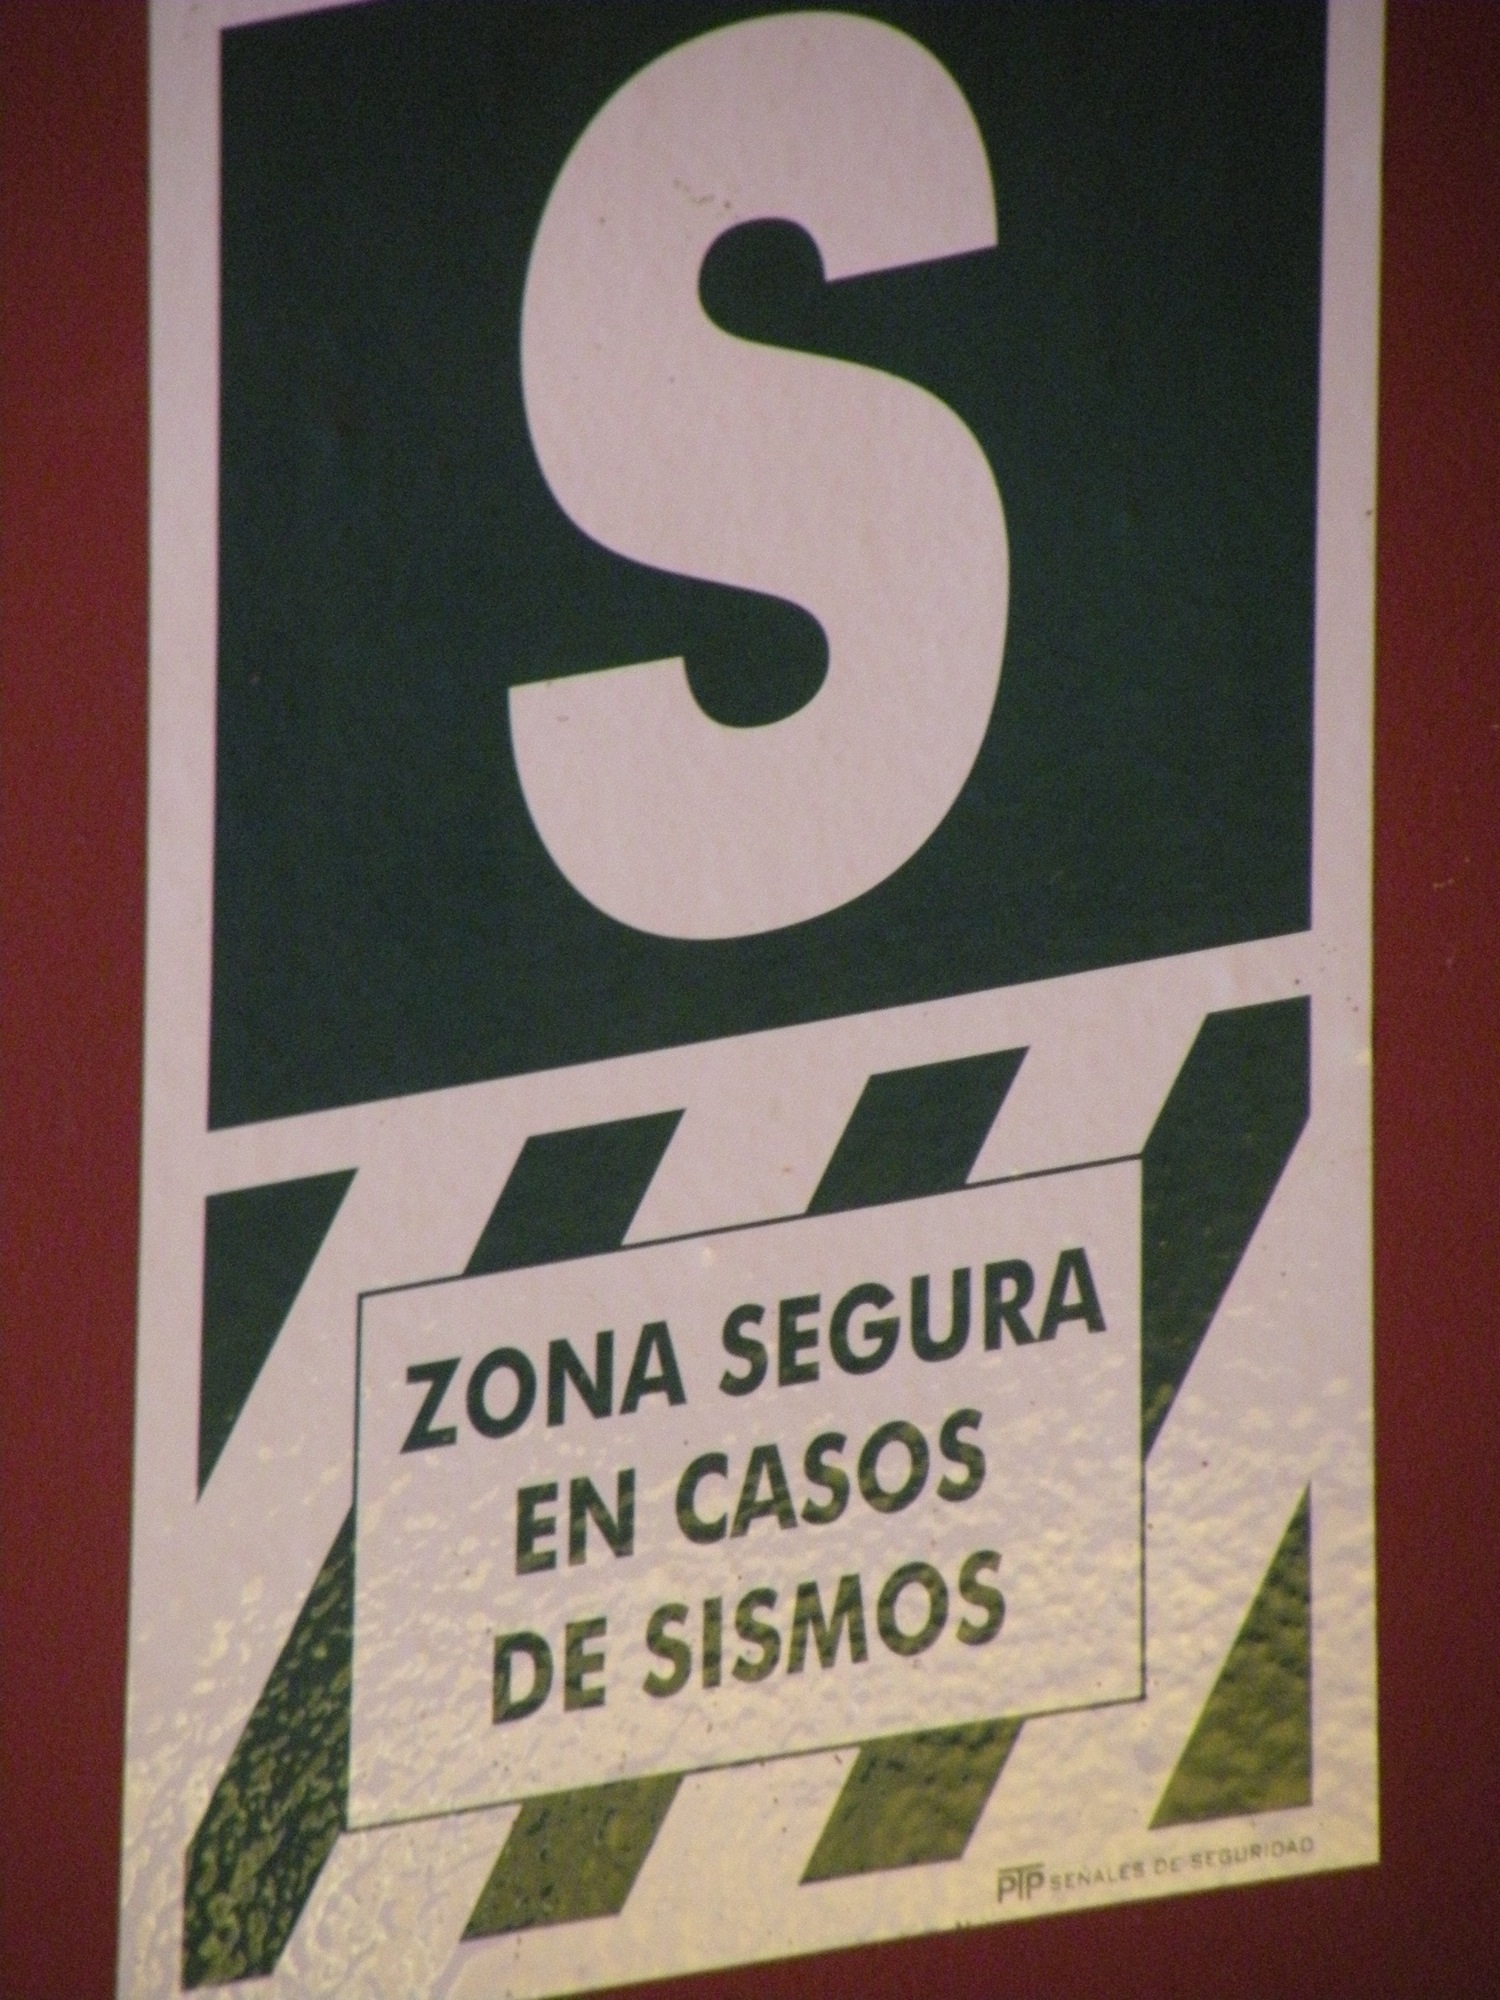 S
ZONA SEGURA
EN CASOS
DE SISMOS
PTP SEÑALES DE SEGURIDAD